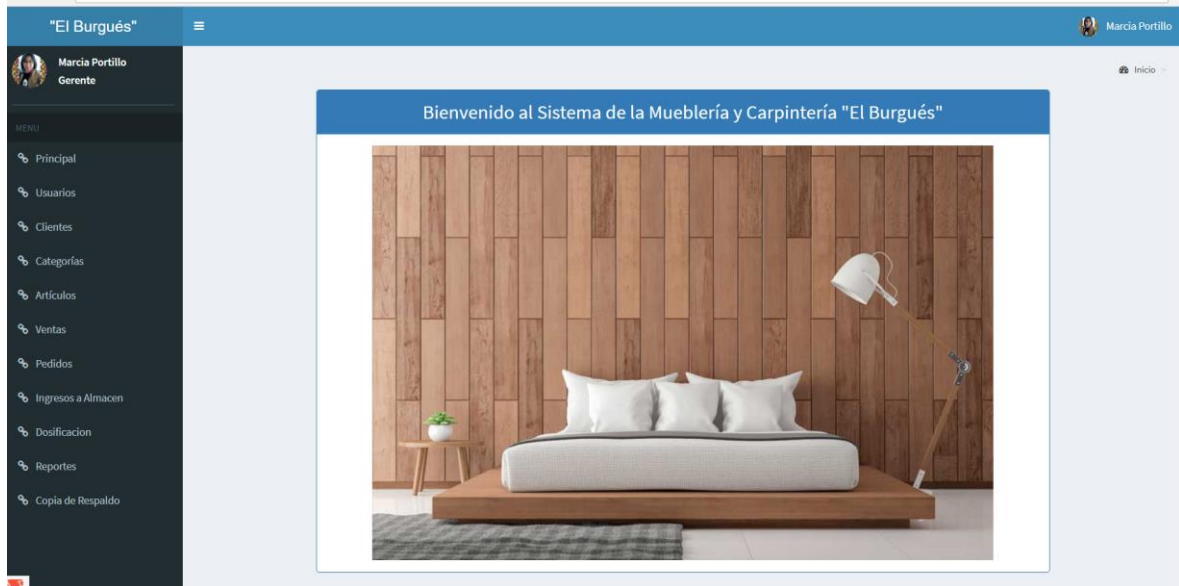 "El Burgués"
Marcia Portillo
Marcia Portillo
Gerente
Inicio
Bienvenido al Sistema de la Mueblería y Carpintería "El Burgués"
MENU
Principal
Usuarios
Clientes
Categorías
Artículos
Ventas
Pedidos
Ingresos a Almacen
Dosificacion
Reportes
Copia de Respaldo